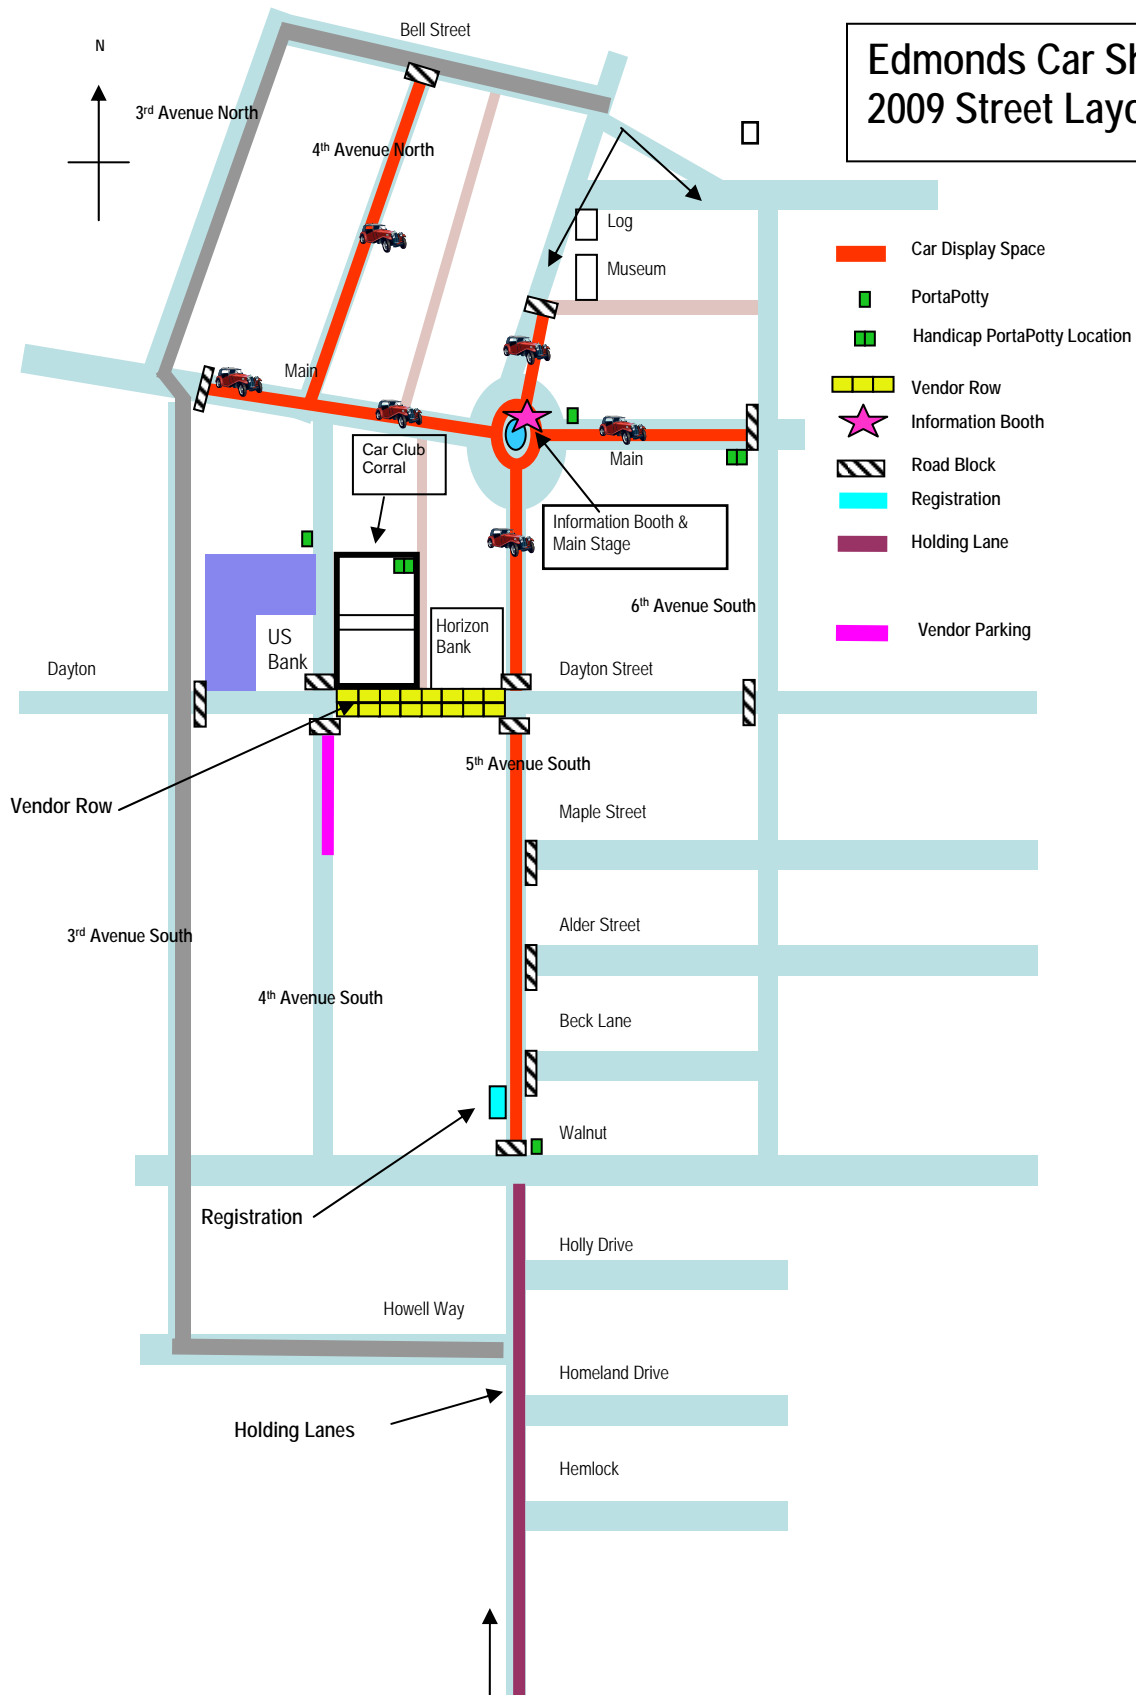 Bell Street
Edmonds Car Sh
2009 Street Layo
N
3rd Avenue North
4th Avenue North
Log
Museum
Car Display Space
PortaPotty
Handicap PortaPotty Location
Vendor Row
Information Booth
Road Block
Registration
Holding Lane
Vendor Parking
Main
Car Club
Corral
Main
Information Booth &
Main Stage
6th Avenue South
US
Bank
Horizon
Bank
Dayton
Dayton Street
5th Avenue South
Vendor Row
Maple Street
3rd Avenue South
Alder Street
4th Avenue South
Beck Lane
Walnut
Registration
Holly Drive
Howell Way
Homeland Drive
Holding Lanes
Hemlock